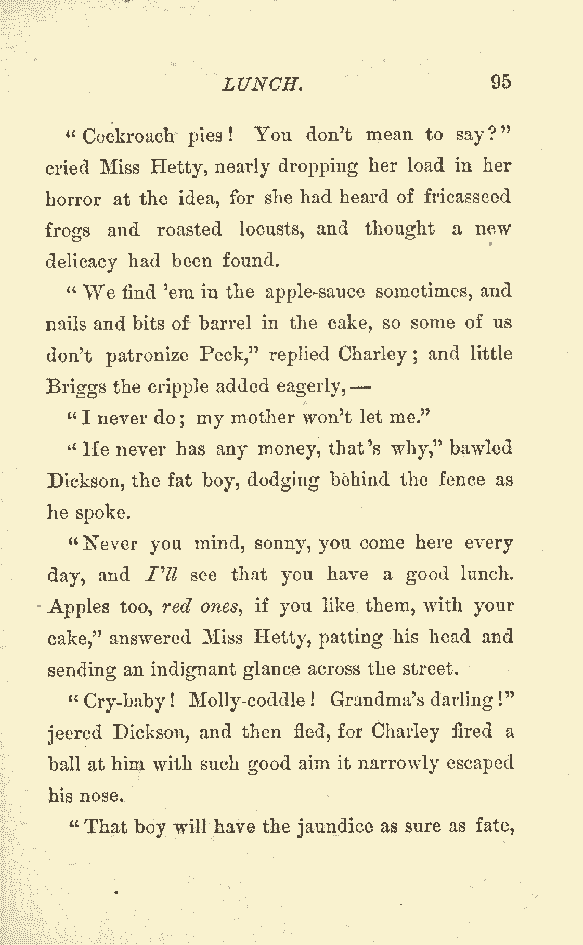 LUNCH. 95
"Cockroach pies! You don't mean to say?"
cried Miss Hetty, nearly dropping her load in her
horror at the idea, for she had heard of fricasseed
frogs and roasted locusts, and thought a new
delicacy had been found.
"We find 'em in the apple-sauce sometimes, and
nails and bits of barrel in the cake, so some of us
don't patronize Peck," replied Charley; and little
Briggs the cripple added eagerly,—
"I never do; my mother won't let me."
"He never has any money, that's why," bawled
Dickson, the fat boy, dodging behind the fence as
he spoke.
"Never you mind, sonny, you come here every
day, and I'll see that you have a good lunch.
Apples too, red ones, if you like them, with your
cake," answered Miss Hetty, patting his head and
sending an indignant glance across the street.
"Cry-baby! Molly-coddle! Grandma's darling!"
jeered Dickson, and then fled, for Charley fired a
ball at him with such good aim it narrowly escaped
his nose.
"That boy will have the jaundice as sure as fate,